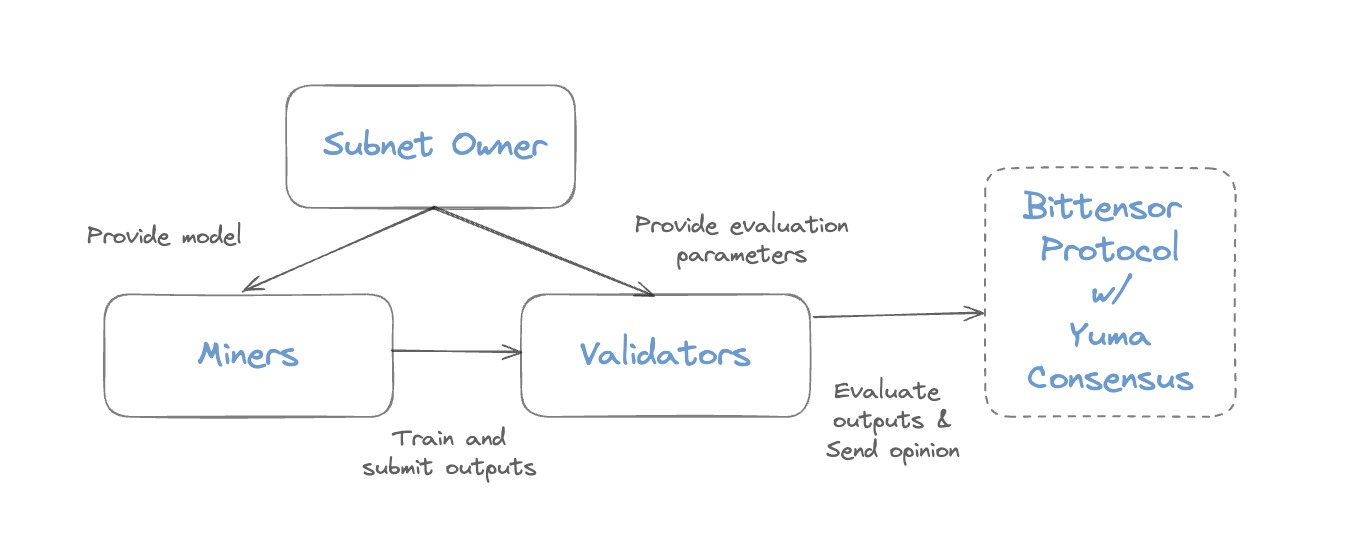 Subnet Owner
Provide model
Provide evaluation
parameters
Miners
Validators
Train and
submit outputs
Evaluate
outputs &
Send opinion
Bittensor
Protocol
w/
Yuma
Consensus